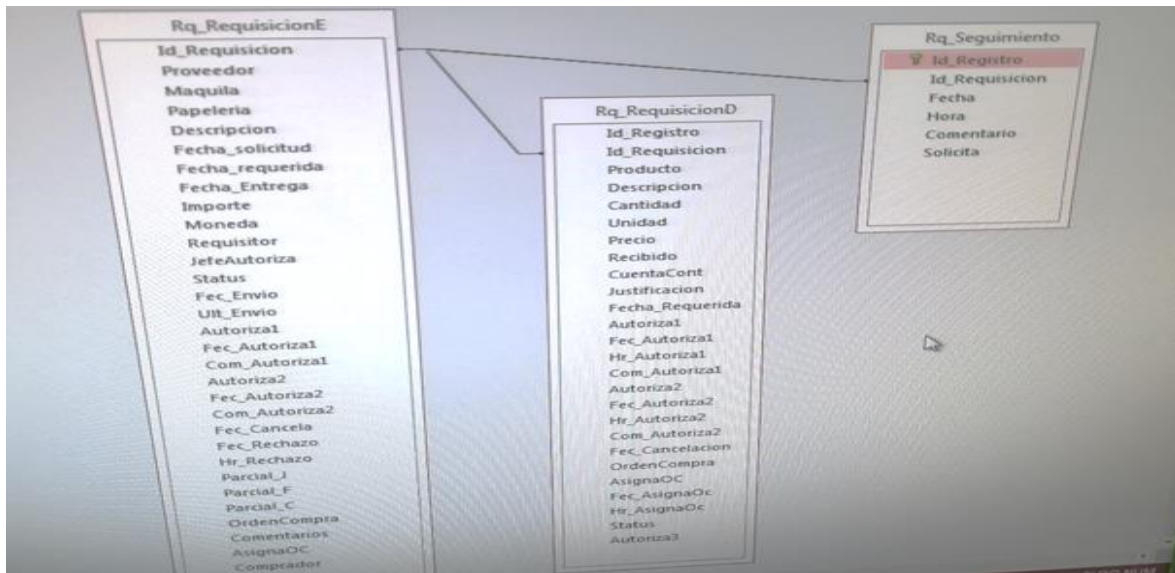 Rq_RequisicionE
Id_Requisicion
Proveedor
Maquila
Papeleria
Descripcion
Fecha_solicitud
Fecha_requerida
Fecha_Entrega
Importe
Moneda
Requisitor
JefeAutoriza
Status
Fec_Envio
Ult_Envio
Autoriza1
Fec_Autoriza1
Com_Autoriza1
Autoriza2
Fec_Autoriza2
Com_Autoriza2
Fec_Cancela
Fec_Rechazo
Hr_Rechazo
Parcial_I
Parcial_F
Parcial_C
OrdenCompra
Comentarios
AsignaOC
Comprador
Rq_RequisicionD
Id_Registro
Id_Requisicion
Producto
Descripcion
Cantidad
Unidad
Precio
Recibido
CuentaCont
Justificacion
Fecha_Requerida
Autoriza1
Fec_Autoriza1
Hr_Autoriza1
Com_Autoriza1
Autoriza2
Fec_Autoriza2
Hr_Autoriza2
Com_Autoriza2
Fec_Cancelacion
OrdenCompra
AsignaOC
Fec_AsignaOc
Hr_AsignaOc
Status
Autoriza3
Rq_Seguimiento
Id_Registro
Id_Requisicion
Fecha
Hora
Comentario
Solicita